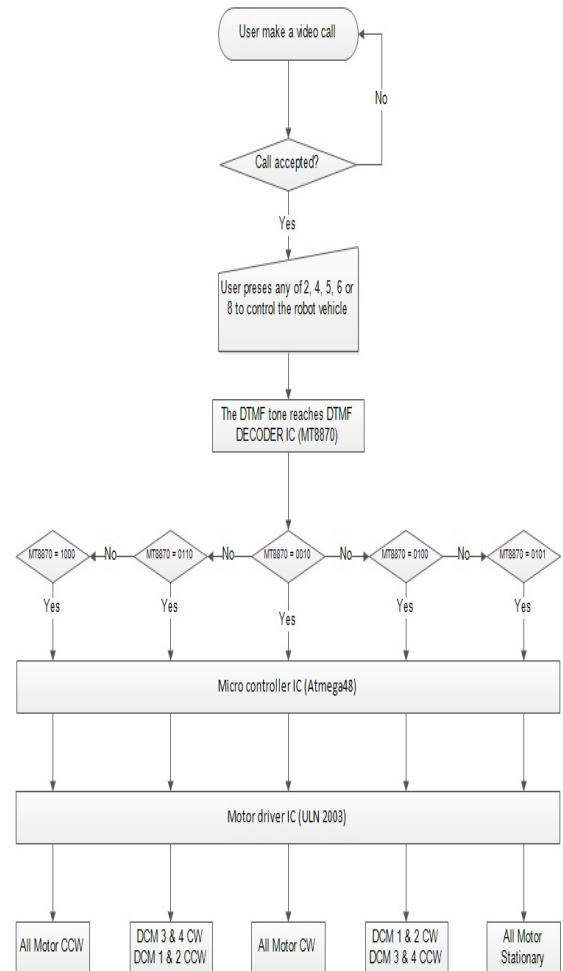 User make a video call
No
Call accepted?
Yes
User preses any of 2, 4, 5, 6 or
8 to control the robot vehicle
The DTMF tone reaches DTMF
DECODER IC (MT8870)
MT8870 = 1000
No
MT8870 = 0110
No
MT8870 = 0010
No
MT8870 = 0100
No
MT8870 = 0101
Yes
Yes
Yes
Yes
Yes
Micro controller IC (Atmega48)
Motor driver IC (ULN 2003)
All Motor CCW
DCM 3 & 4 CW
DCM 1 & 2 CCW
All Motor CW
DCM 1 & 2 CW
DCM 3 & 4 CCW
All Motor
Stationary